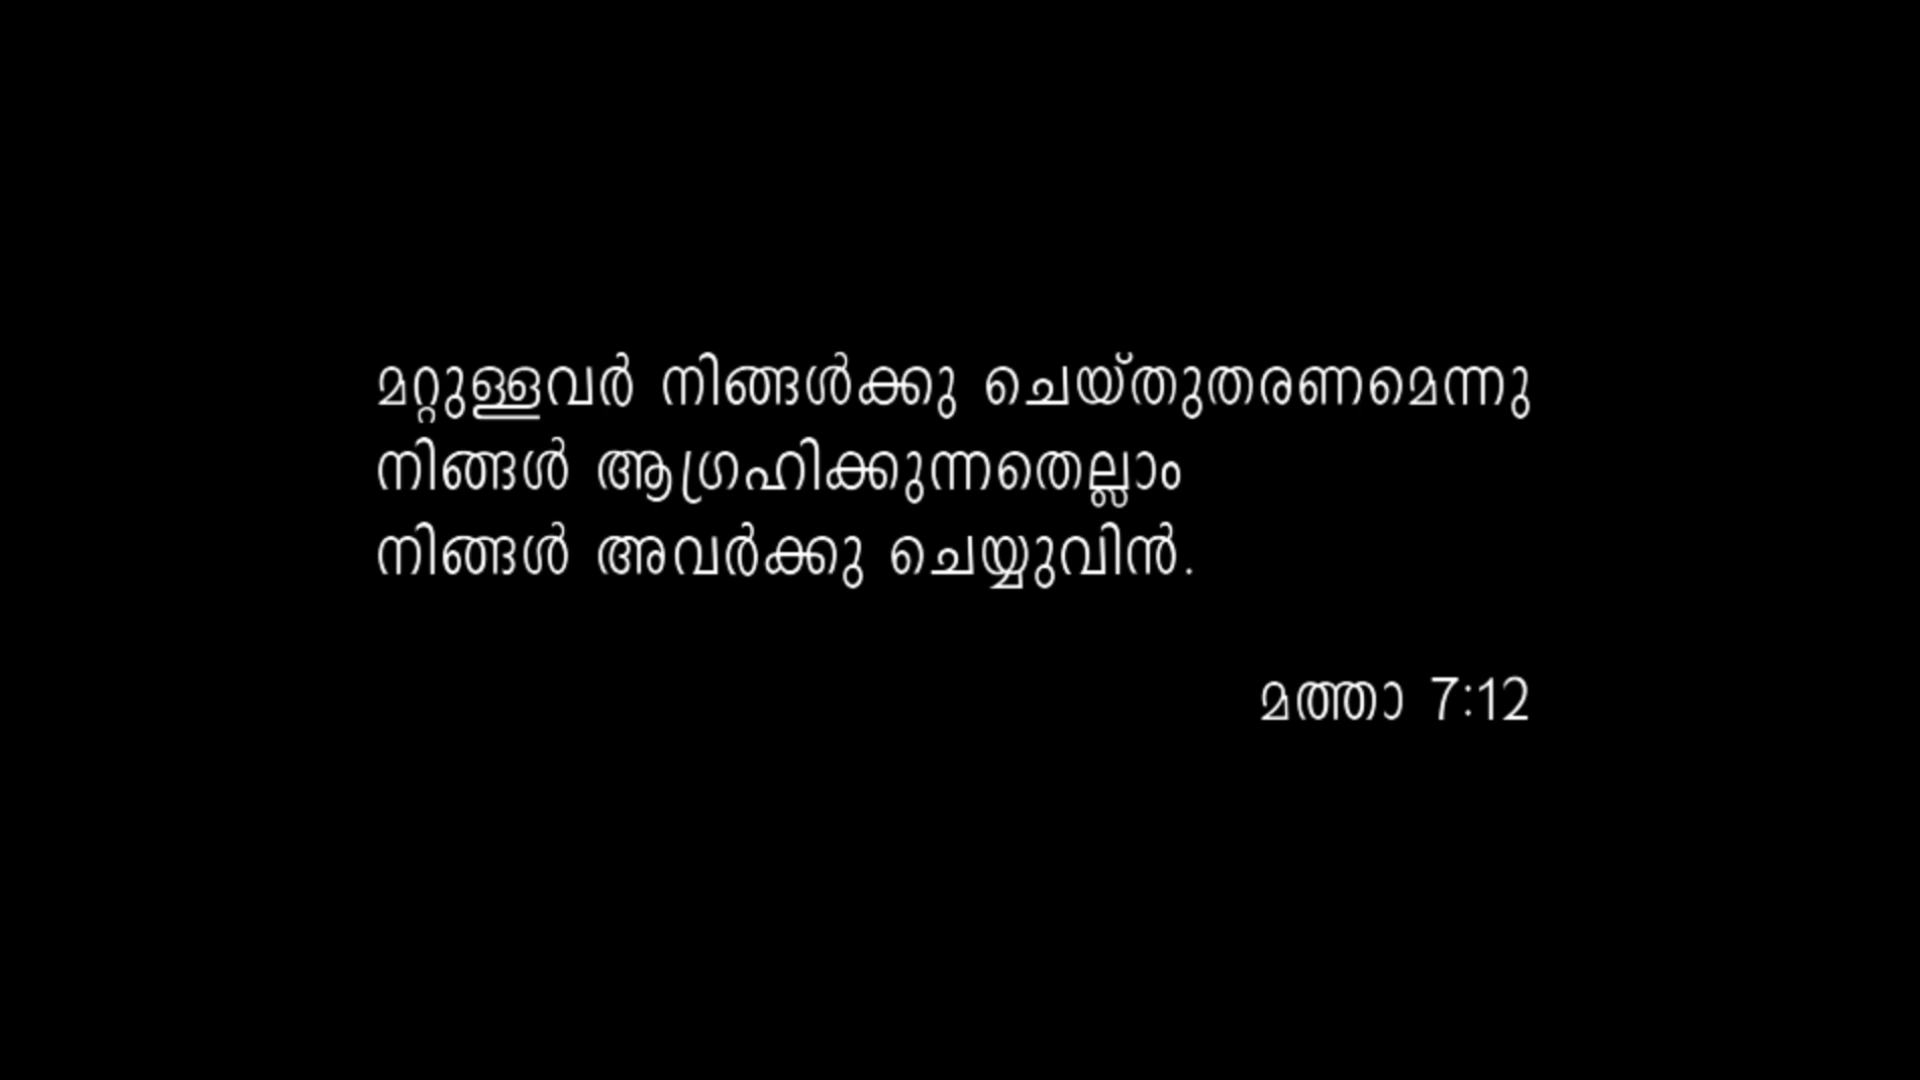 മറ്റുള്ളവർ നിങ്ങൾക്കു ചെയ്തുതരണമെന്നു
നിങ്ങൾ ആഗ്രഹിക്കുന്നതെല്ലാം
നിങ്ങൾ അവർക്കു ചെയ്യുവിൻ.
മത്താ 7:12